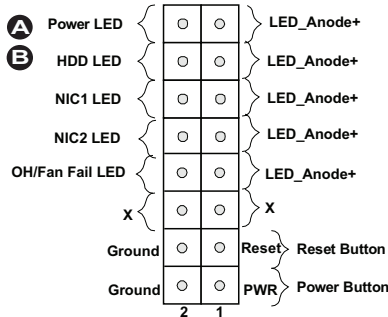 A Power LED LED_Anode+
B HDD LED LED_Anode+
NIC1 LED LED_Anode+
NIC2 LED LED_Anode+
OH/Fan Fail LED LED_Anode+
X X
Ground Reset Reset Button
Ground PWR Power Button
2 1